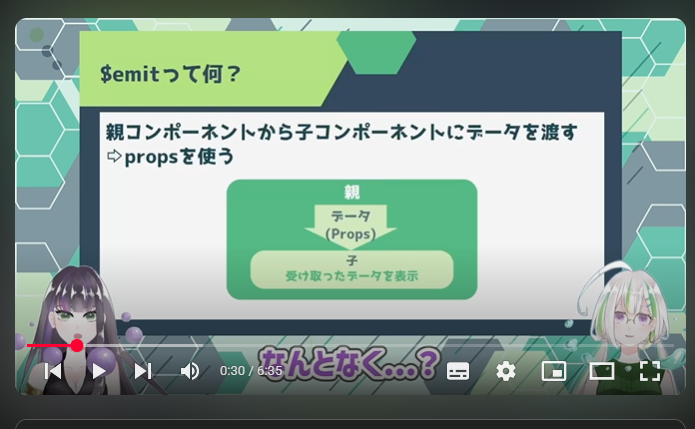 $emitって何？
親コンポーネントから子コンポーネントにデータを渡す
⇨propsを使う
親
データ
(Props)
子
受け取ったデータを表示
なんとなく…？
0:30 / 6:35